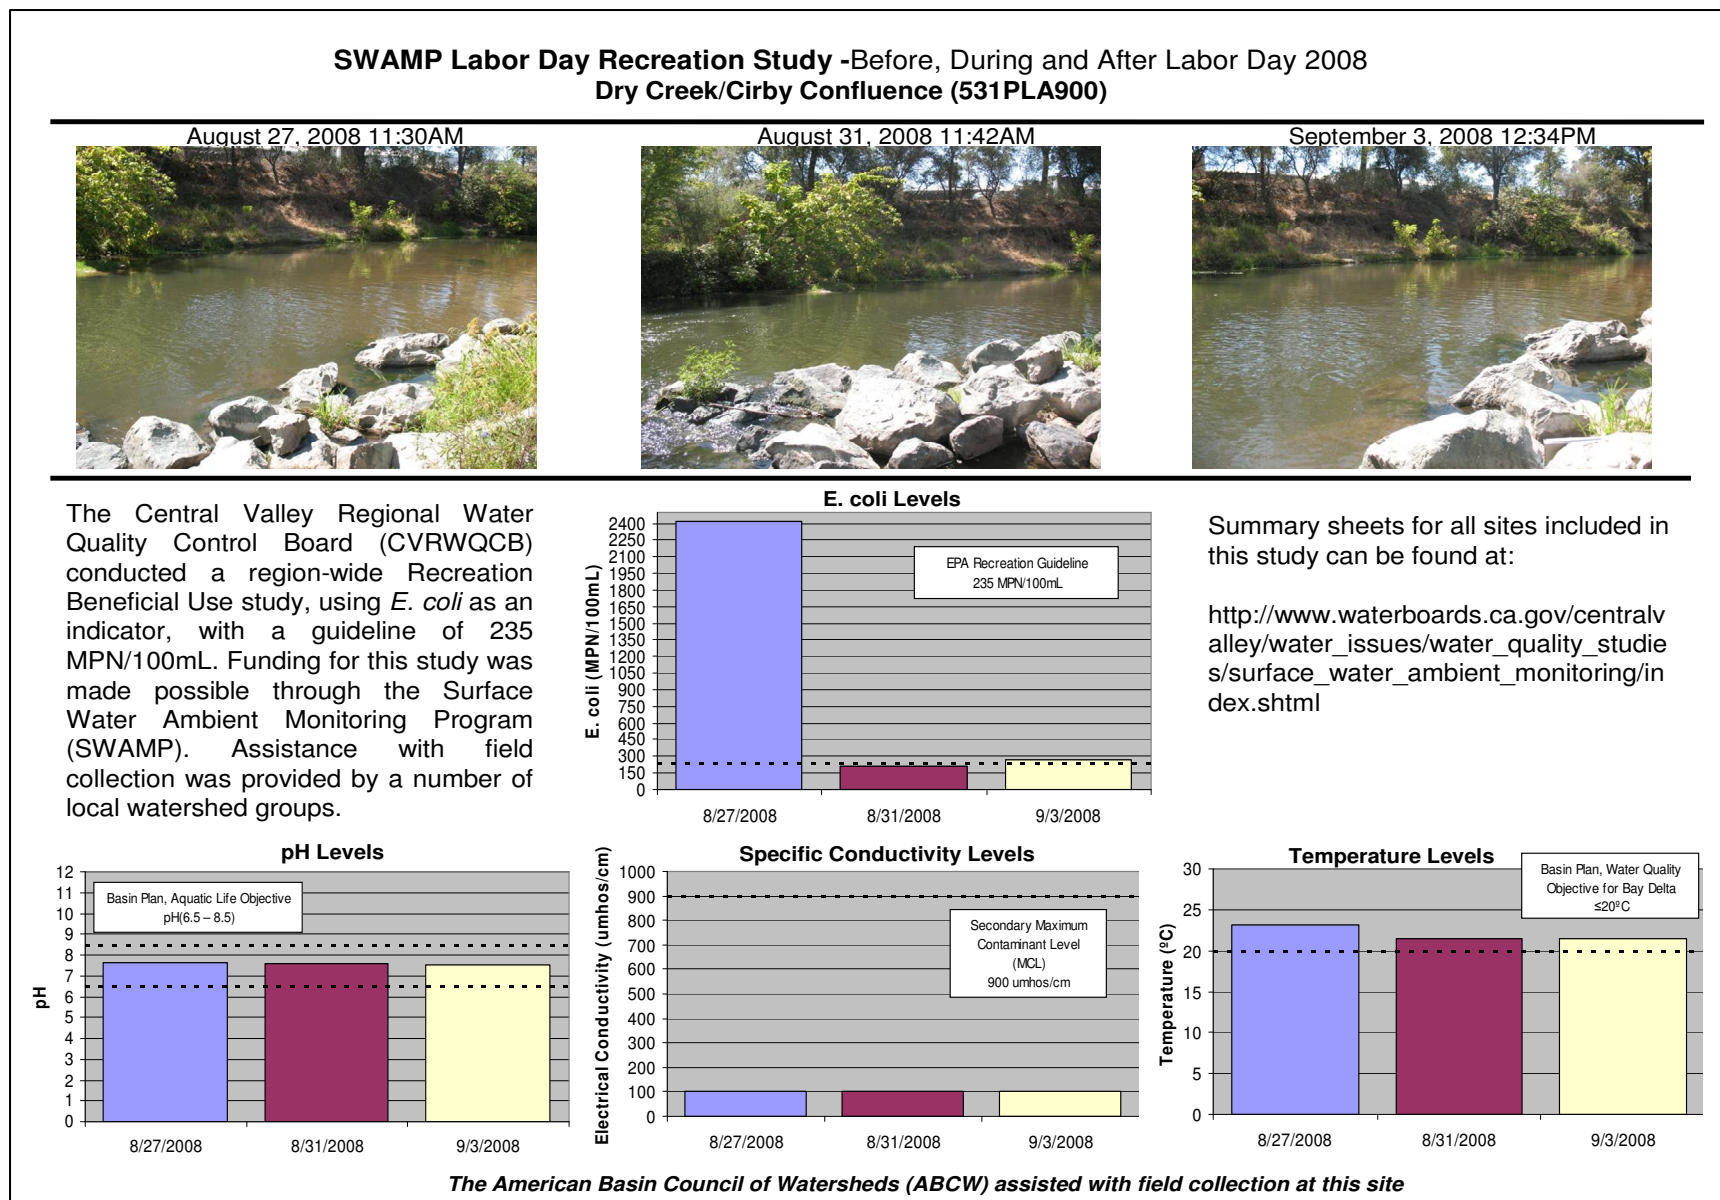 SWAMP Labor Day Recreation Study -Before, During and After Labor Day 2008
Dry Creek/Cirby Confluence (531PLA900)
August 27, 2008 11:30AM
August 31, 2008 11:42AM
September 3, 2008 12:34PM
The Central Valley Regional Water
Quality Control Board (CVRWQCB)
conducted a region-wide Recreation
Beneficial Use study, using E. coli as an
indicator, with a guideline of 235
MPN/100mL. Funding for this study was
made possible through the Surface
Water Ambient Monitoring Program
(SWAMP). Assistance with field
collection was provided by a number of
local watershed groups.
E. coli Levels
E. coli (MPN/100mL)
2400
2250
2100
1950
1800
1650
1500
1350
1200
1050
900
750
600
450
300
150
0
EPA Recreation Guideline
235 MPN/100mL
8/27/2008
8/31/2008
9/3/2008
Summary sheets for all sites included in
this study can be found at:
http://www.waterboards.ca.gov/centralv
alley/water_issues/water_quality_studie
s/surface_water_ambient_monitoring/in
dex.shtml
pH Levels
pH
12
11
10
9
8
7
6
5
4
3
2
1
0
Basin Plan, Aquatic Life Objective
pH(6.5 – 8.5)
8/27/2008
8/31/2008
9/3/2008
Specific Conductivity Levels
Electrical Conductivity (umhos/cm)
1000
900
800
700
600
500
400
300
200
100
0
Secondary Maximum
Contaminant Level
(MCL)
900 umhos/cm
8/27/2008
8/31/2008
9/3/2008
Temperature Levels
Temperature (ºC)
30
25
20
15
10
5
0
Basin Plan, Water Quality
Objective for Bay Delta
≤20ºC
8/27/2008
8/31/2008
9/3/2008
The American Basin Council of Watersheds (ABCW) assisted with field collection at this site